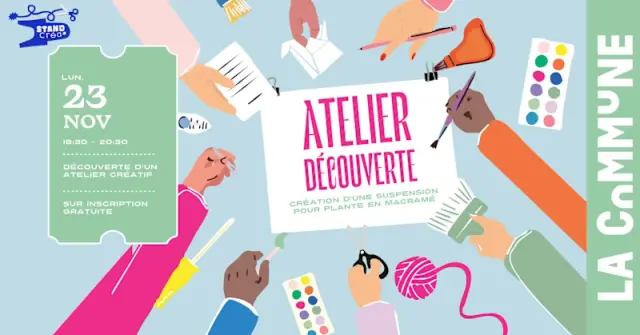 STAND
créa
LUN.
23
NOV
18:30 - 20:30
DÉCOUVERTE D'UN
ATELIER CRÉATIF
SUR INSCRIPTION
GRATUITE
ATELIER
DÉCOUVERTE
CRÉATION D'UNE SUSPENSION
POUR PLANTE EN MACRAMÉ
LA COMMUNE